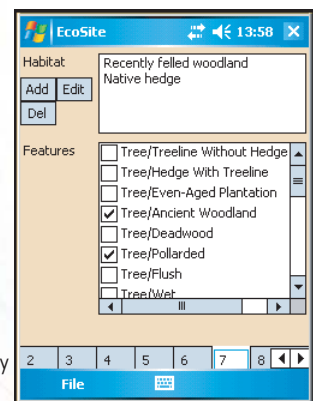 EcoSite 13:58
Habitat
Recently felled woodland
Native hedge
Add Edit
Del
Features
Tree/Treeline Without Hedge
Tree/Hedge With Treeline
Tree/Even-Aged Plantation
Tree/Ancient Woodland
Tree/Deadwood
Tree/Pollarded
Tree/Flush
Tree/Wet
y
2 3 4 5 6 7 8
File